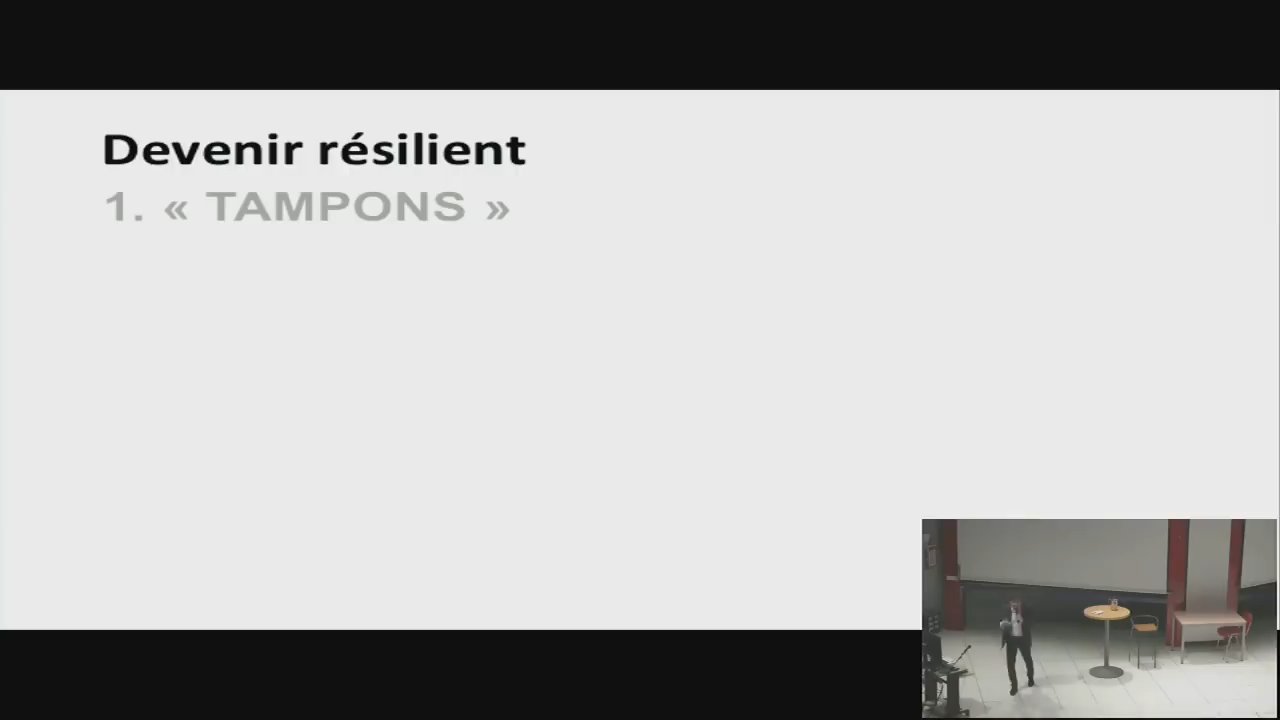 Devenir résilient
1. « TAMPONS »